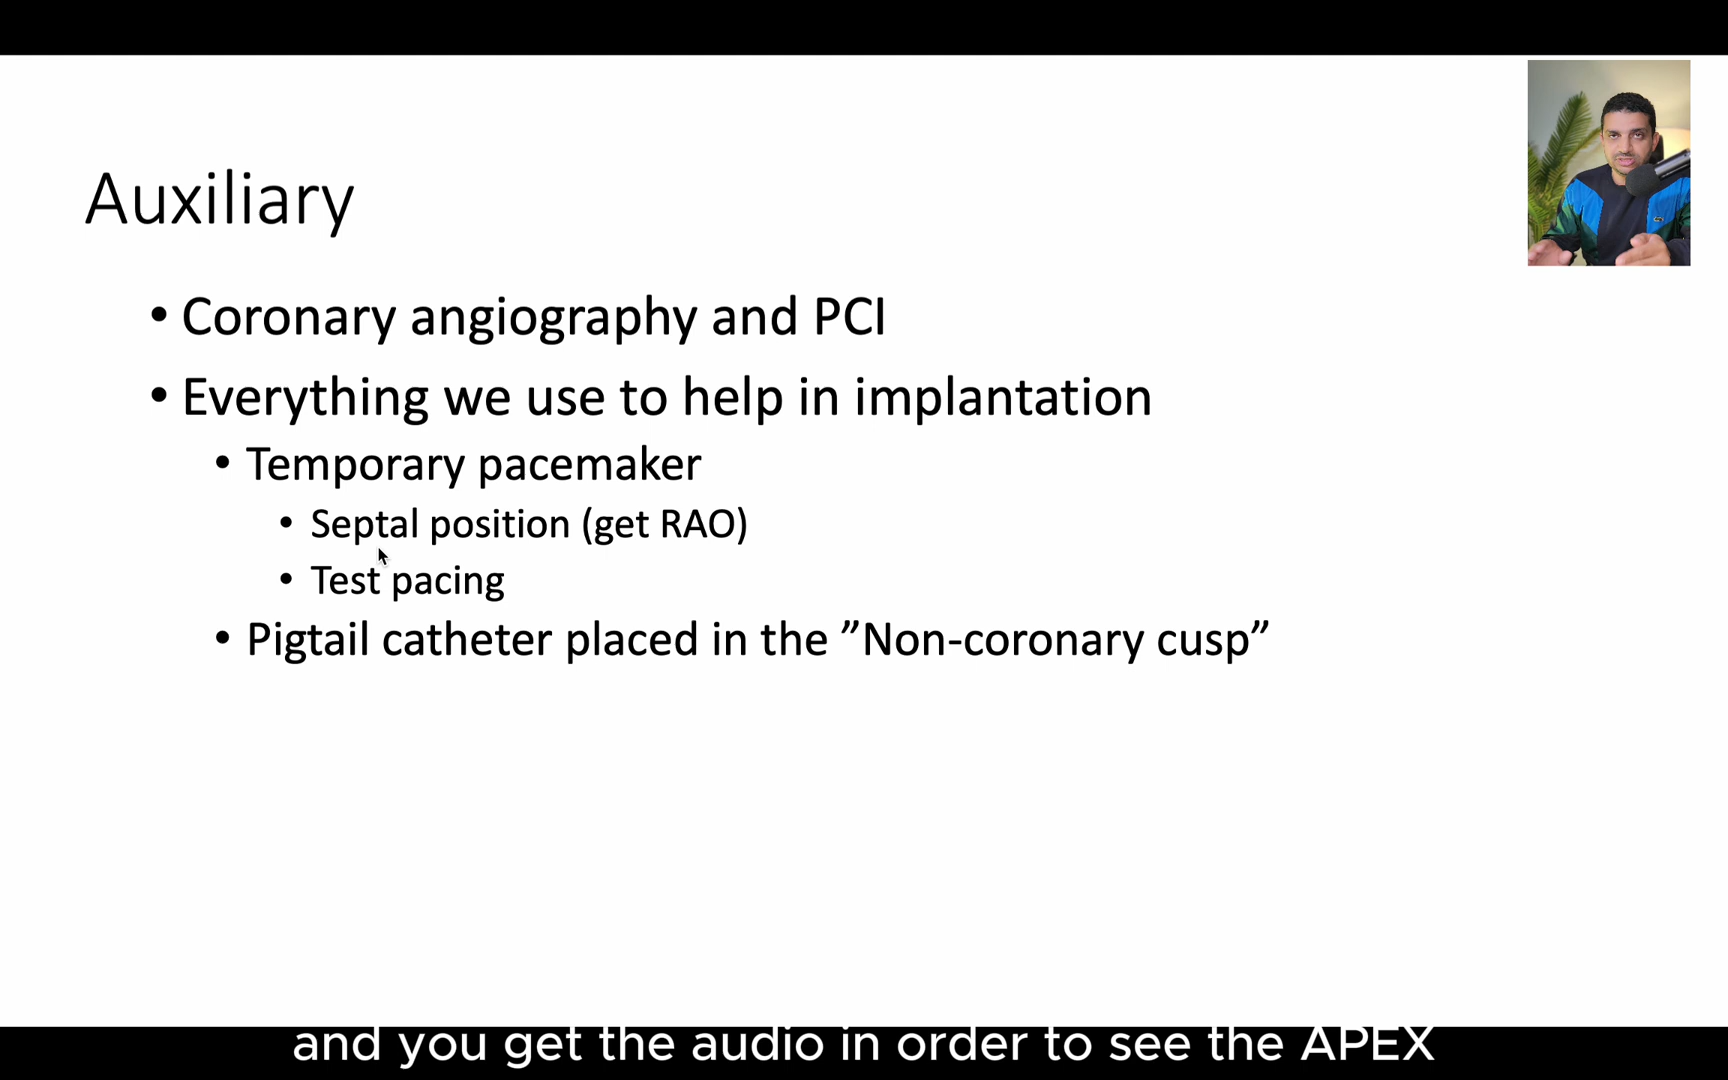 Auxiliary
• Coronary angiography and PCI
• Everything we use to help in implantation
• Temporary pacemaker
• Septal position (get RAO)
• Test pacing
• Pigtail catheter placed in the ”Non-coronary cusp”
and you get the audio in order to see the APEX